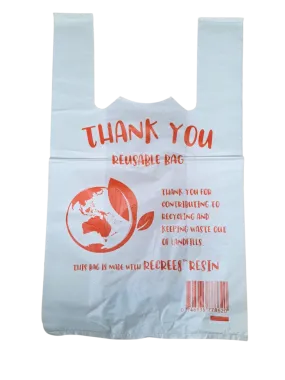 THANK YOU
REUSABLE BAG
THANK YOU FOR
CONTRIBUTING TO
RECYCLING AND
KEEPING WASTE OUT
OF LANDFILLS.
THIS BAG IS MADE WITH RECREES™ RESIN